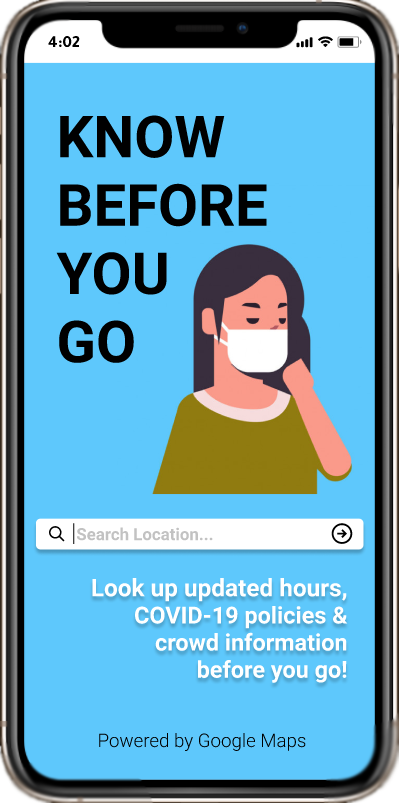 4:02
KNOW
BEFORE
YOU
GO
Search Location...
Look up updated hours,
COVID-19 policies &
crowd information
before you go!
Powered by Google Maps